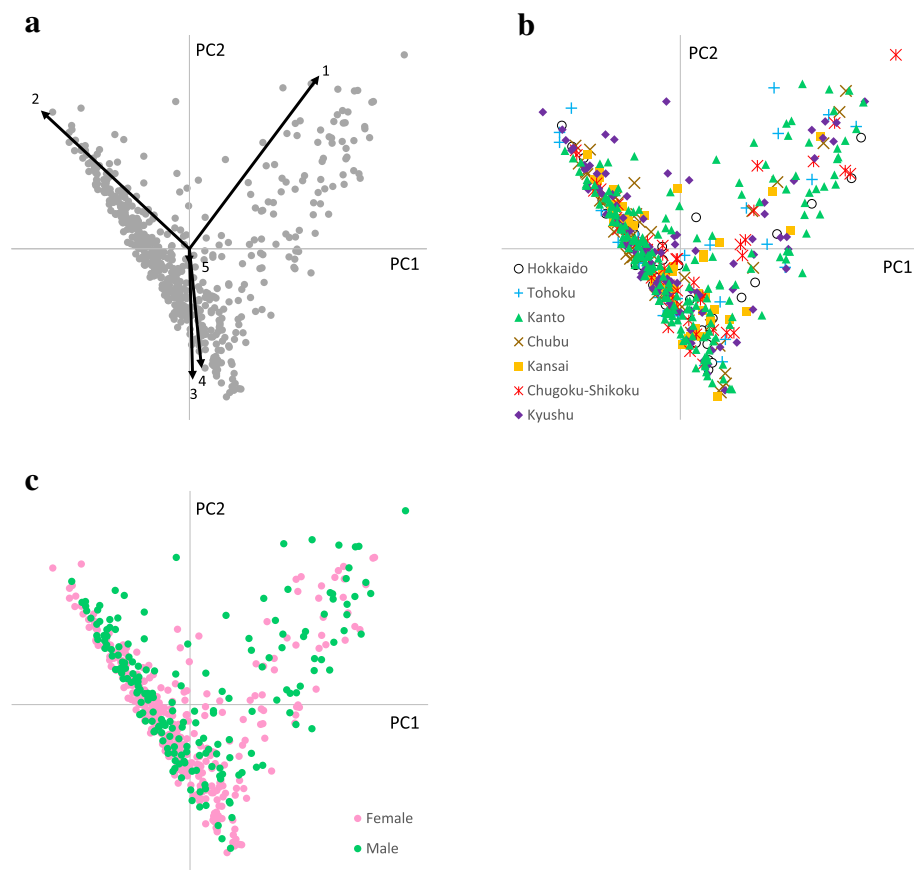 a
PC2
1
2
PC1
5
4
3
b
PC2
PC1
Hokkaido
Tohoku
Kanto
Chubu
Kansai
Chugoku-Shikoku
Kyushu
c
PC2
PC1
Female
Male